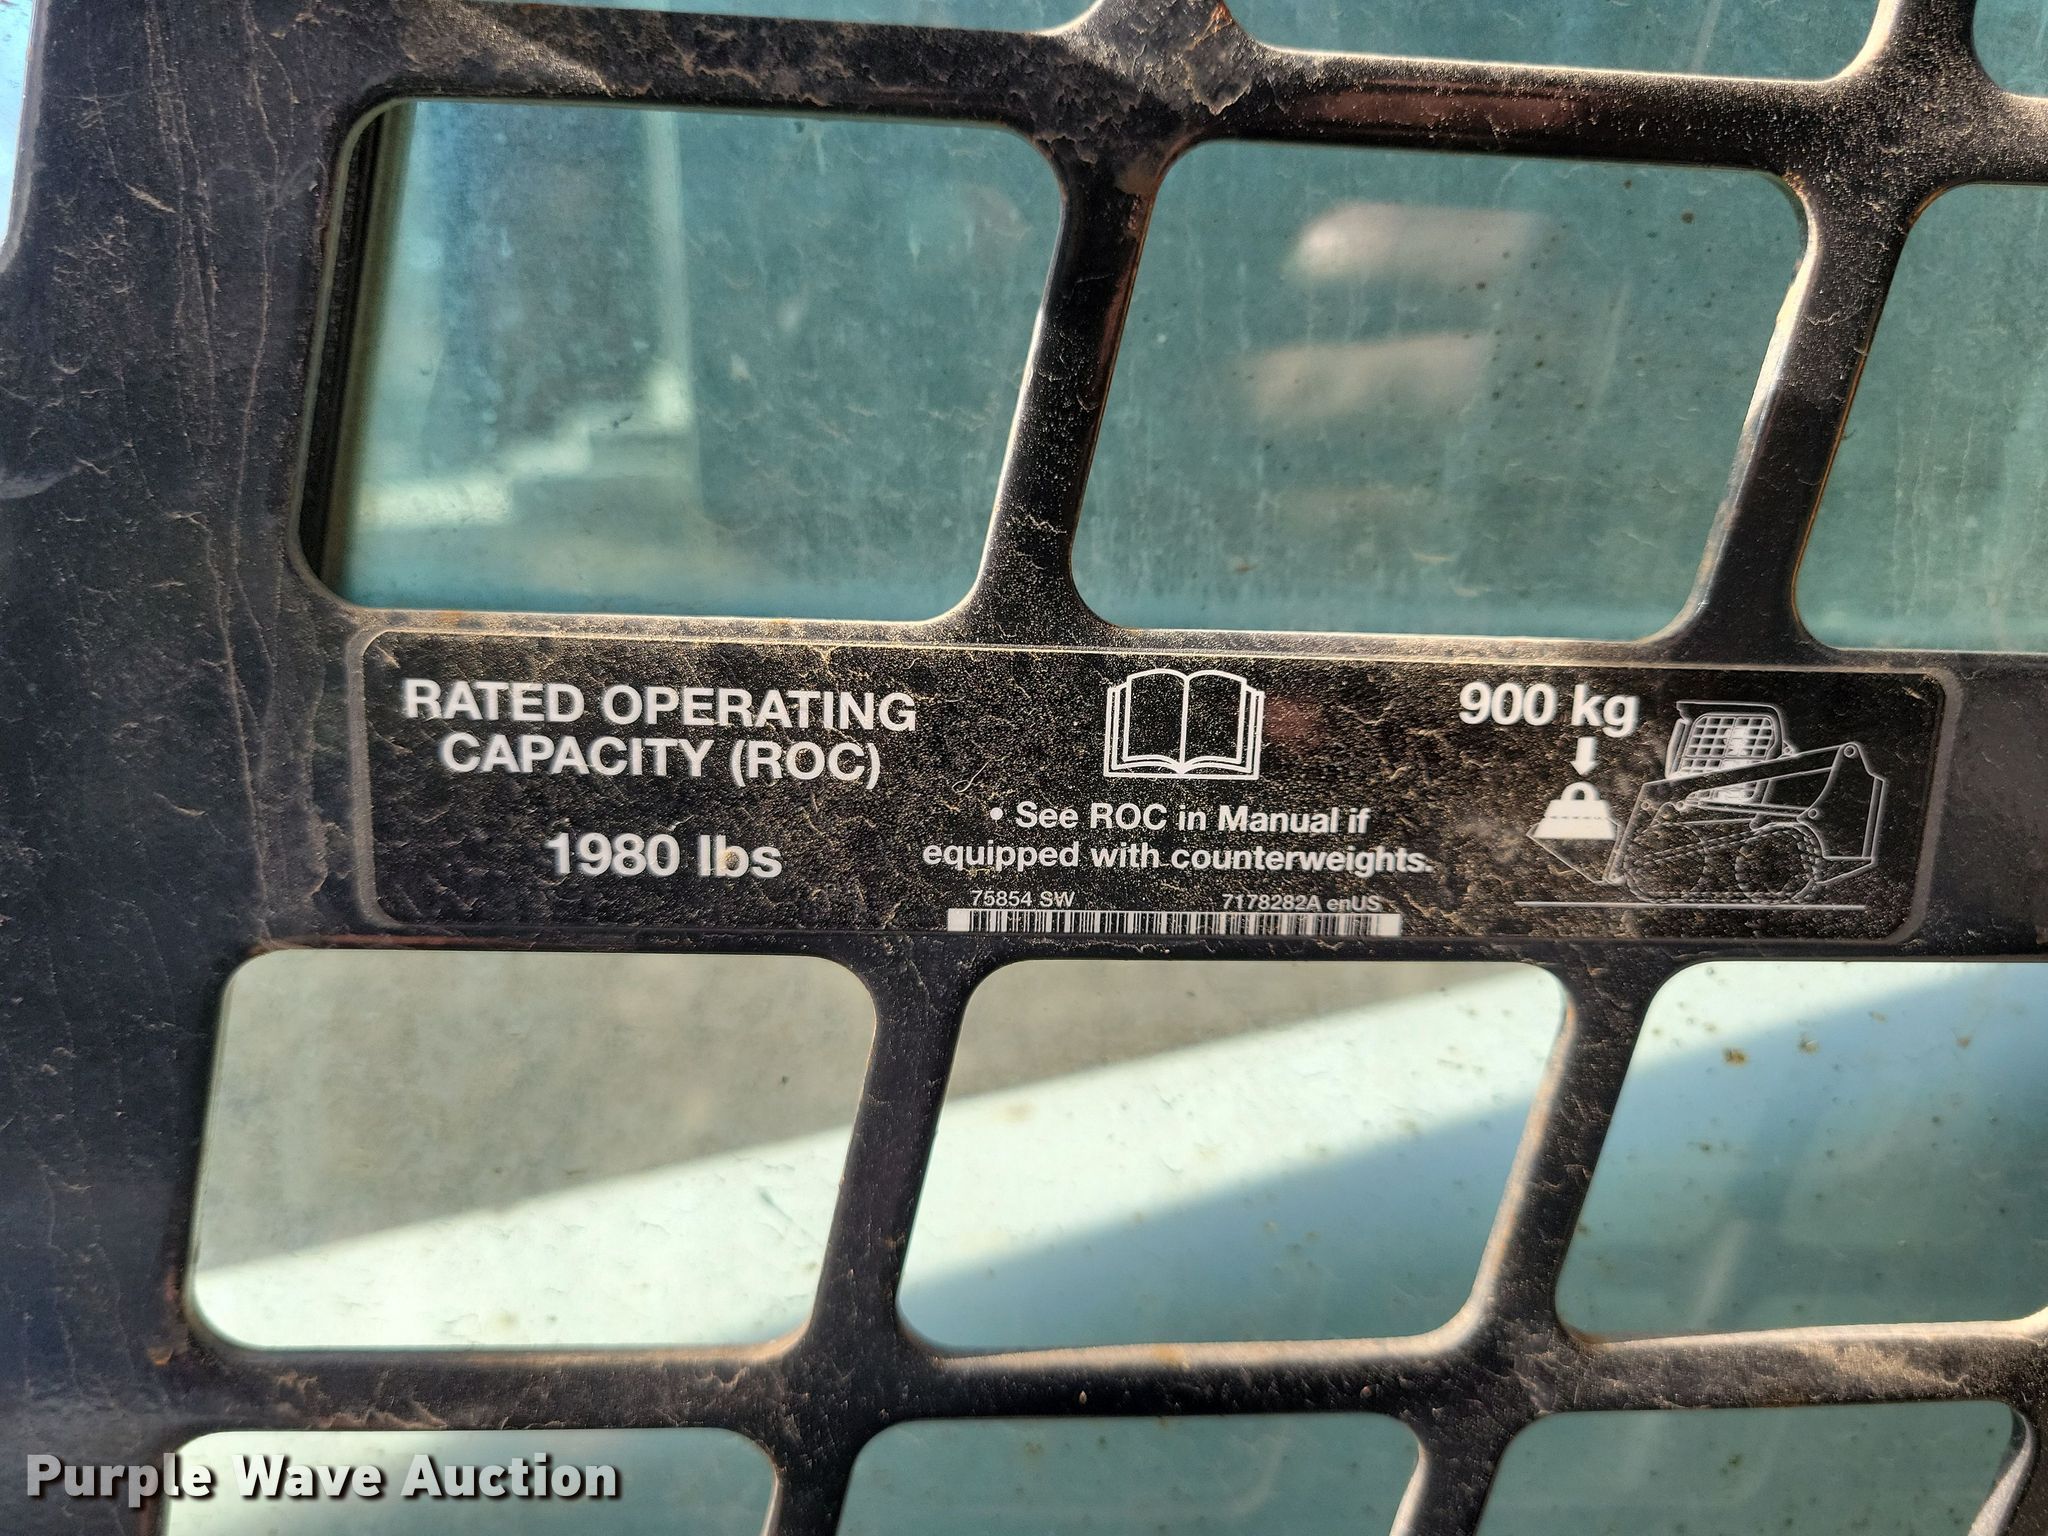 RATED OPERATING
CAPACITY (ROC)
1980 lbs
• See ROC in Manual if
equipped with counterweights.
75854 SW 7178282A enUS
900 kg
Purple Wave Auction